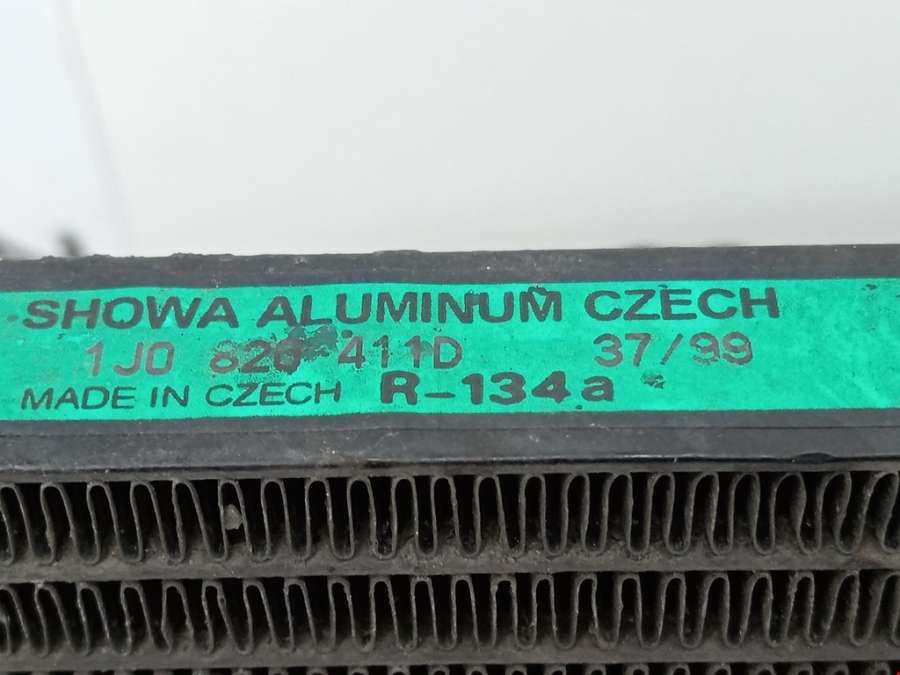 SHOWA ALUMINUM CZECH
1J0 820 411D 37/99
MADE IN CZECH R-134a